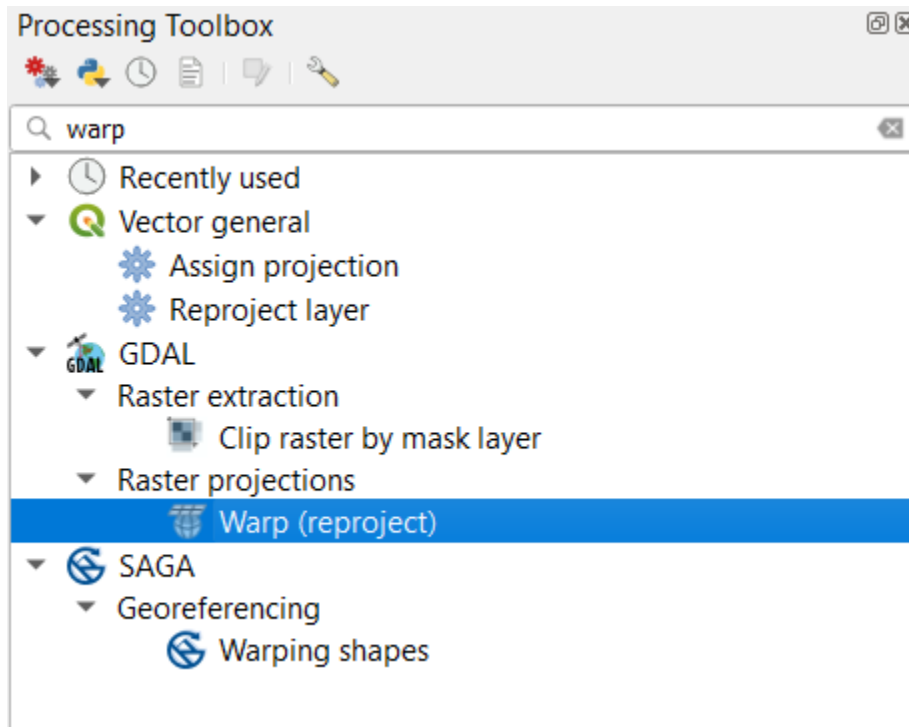 Processing Toolbox
warp
Recently used
Vector general
Assign projection
Reproject layer
GDAL GDAL
Raster extraction
Clip raster by mask layer
Raster projections
Warp (reproject)
SAGA
Georeferencing
Warping shapes